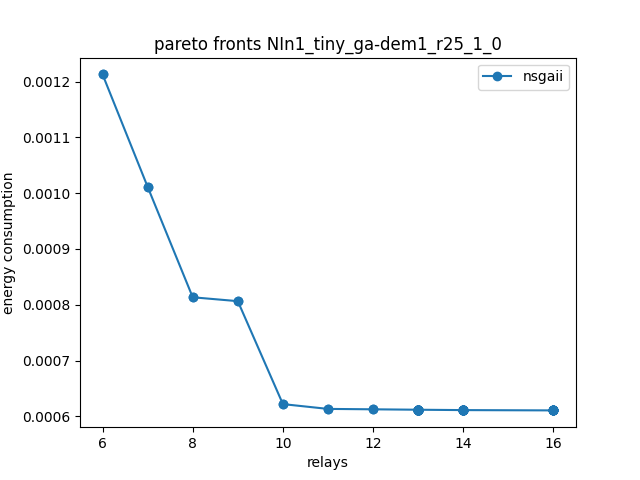 pareto fronts NIn1_tiny_ga-dem1_r25_1_0
nsgaii
energy consumption
0.0012
0.0011
0.0010
0.0009
0.0008
0.0007
0.0006
6 8 10 12 14 16
relays